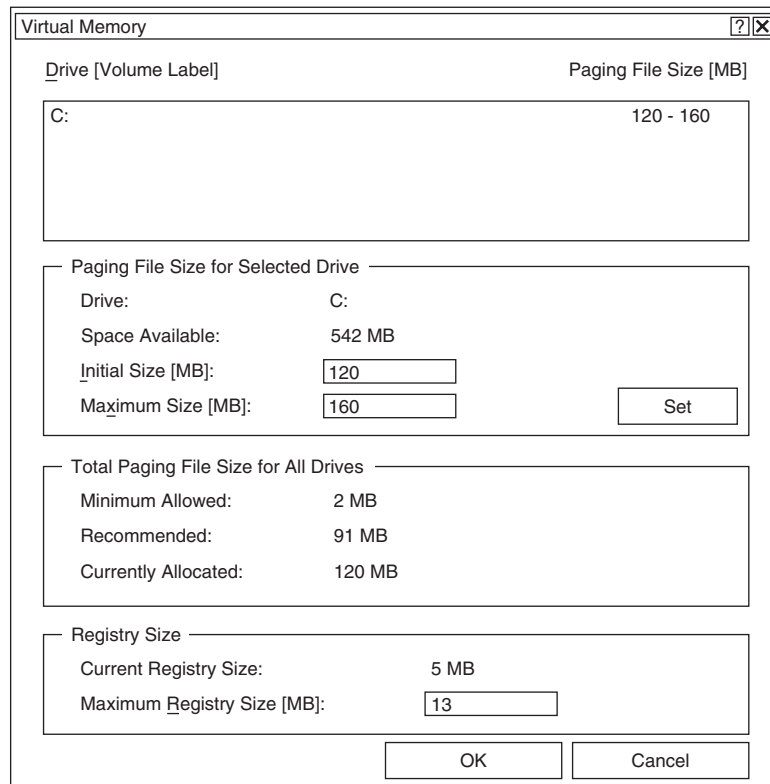 Virtual Memory ? X
Drive [Volume Label] Paging File Size [MB]
C: 120 - 160
Paging File Size for Selected Drive
Drive: C:
Space Available: 542 MB
Initial Size [MB]: 120
Maximum Size [MB]: 160 Set
Total Paging File Size for All Drives
Minimum Allowed: 2 MB
Recommended: 91 MB
Currently Allocated: 120 MB
Registry Size
Current Registry Size: 5 MB
Maximum Registry Size [MB]: 13
OK Cancel